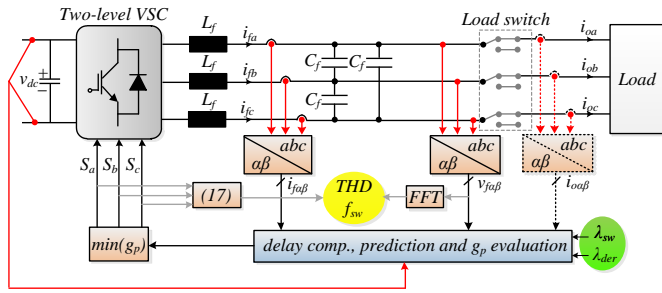 Two-level VSC
L_f
i_fa
Load switch
i_oa
C_f
C_f
v_dc
+
−
L_f
i_fb
i_ob
Load
C_f
L_f
i_fc
i_oc
S_a
S_b
S_c
abc
αβ
abc
αβ
abc
αβ
i_fαβ
v_fαβ
i_oαβ
(17)
THD
f_sw
FFT
min(g_p)
delay comp., prediction and g_p evaluation
λ_sw
λ_der